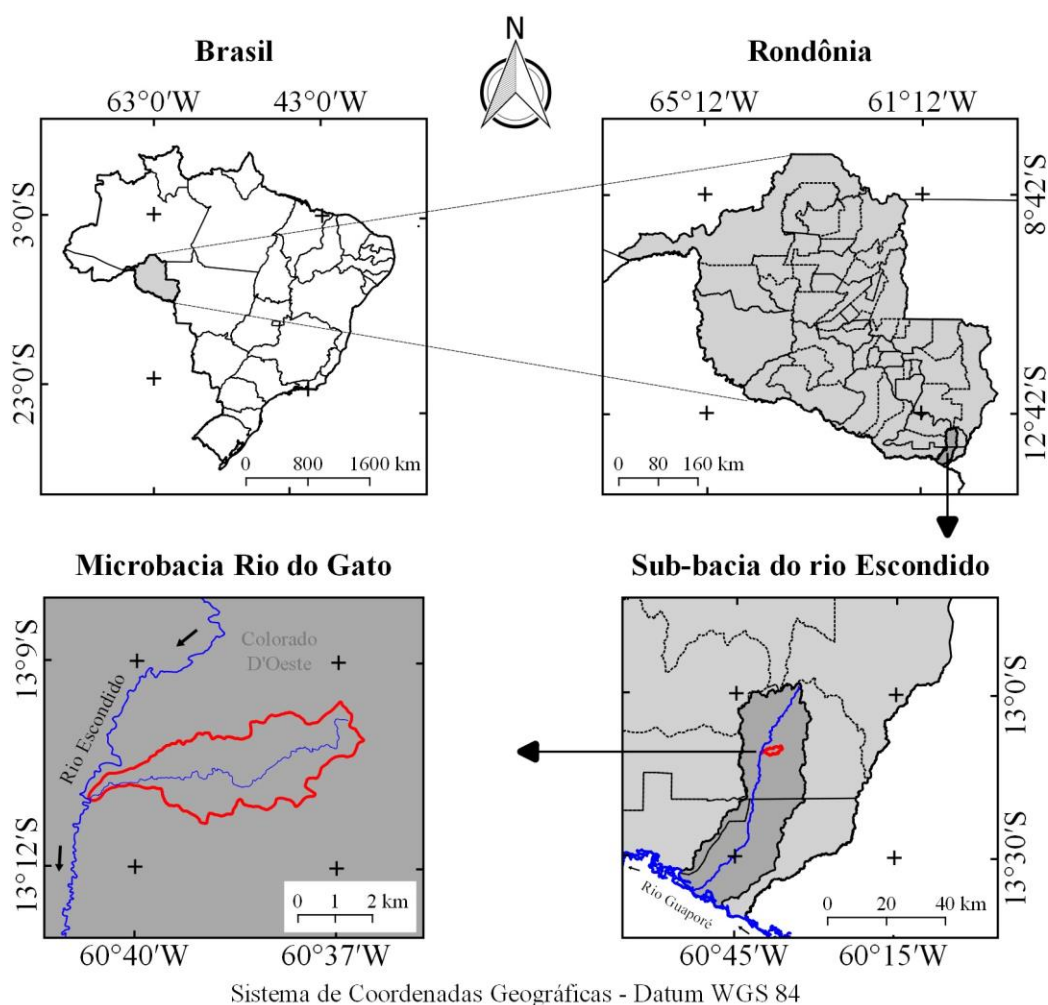 N
Brasil
Rondônia
63°0'W 43°0'W
65°12'W 61°12'W
3°0'S
23°0'S
8°42'S
12°42'S
0 800 1600 km
0 80 160 km
Microbacia Rio do Gato
Sub-bacia do rio Escondido
13°9'S
13°12'S
Colorado
D'Oeste
Rio Escondido
0 1 2 km
60°40'W 60°37'W
13°0'S
13°30'S
Rio Guaporé
0 20 40 km
60°45'W 60°15'W
Sistema de Coordenadas Geográficas - Datum WGS 84